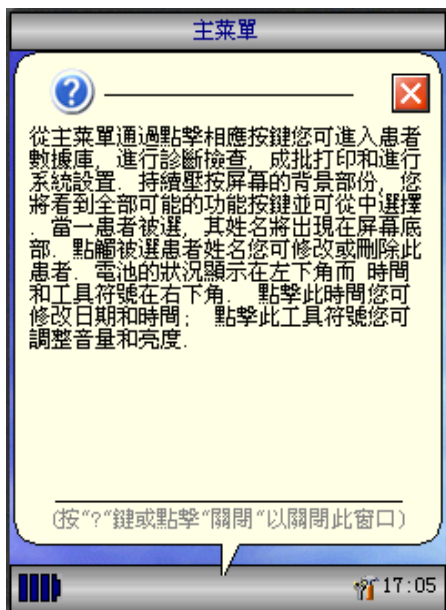 主菜單
從主菜單通過點擊相應按鍵您可進入患者
數據庫, 進行診斷檢查, 成批打印和進行
系統設置. 持續壓按屏幕的背景部份, 您
將看到全部可能的功能按鍵並可從中選擇
. 當一患者被選, 其姓名將出現在屏幕底
部. 點觸被選患者姓名您可修改或刪除此
患者. 電池的狀況顯示在左下角而 時間
和工具符號在右下角. 點擊此時間您可
修改日期和時間; 點擊此工具符號您可
調整音量和亮度.
(按“?”鍵或點擊“關閉“以關閉此窗口)
17:05